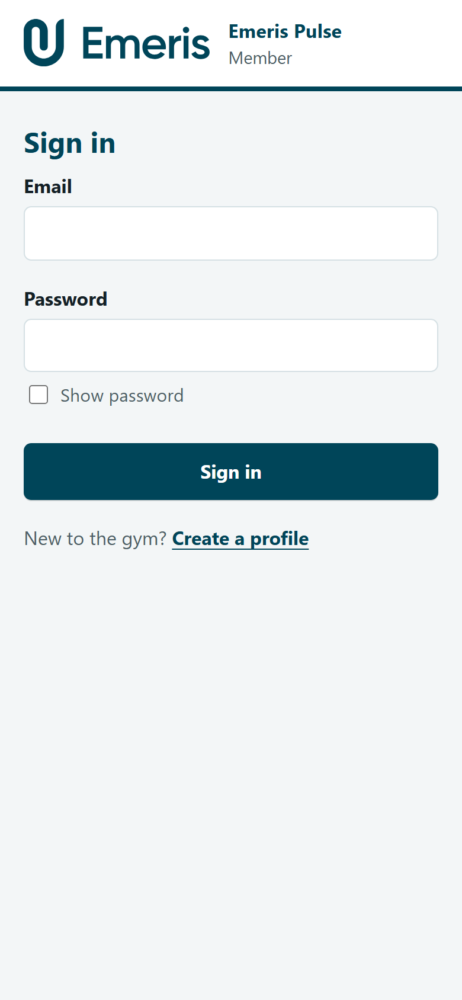 Emeris
Emeris Pulse
Member
Sign in
Email
Password
Show password
Sign in
New to the gym? Create a profile